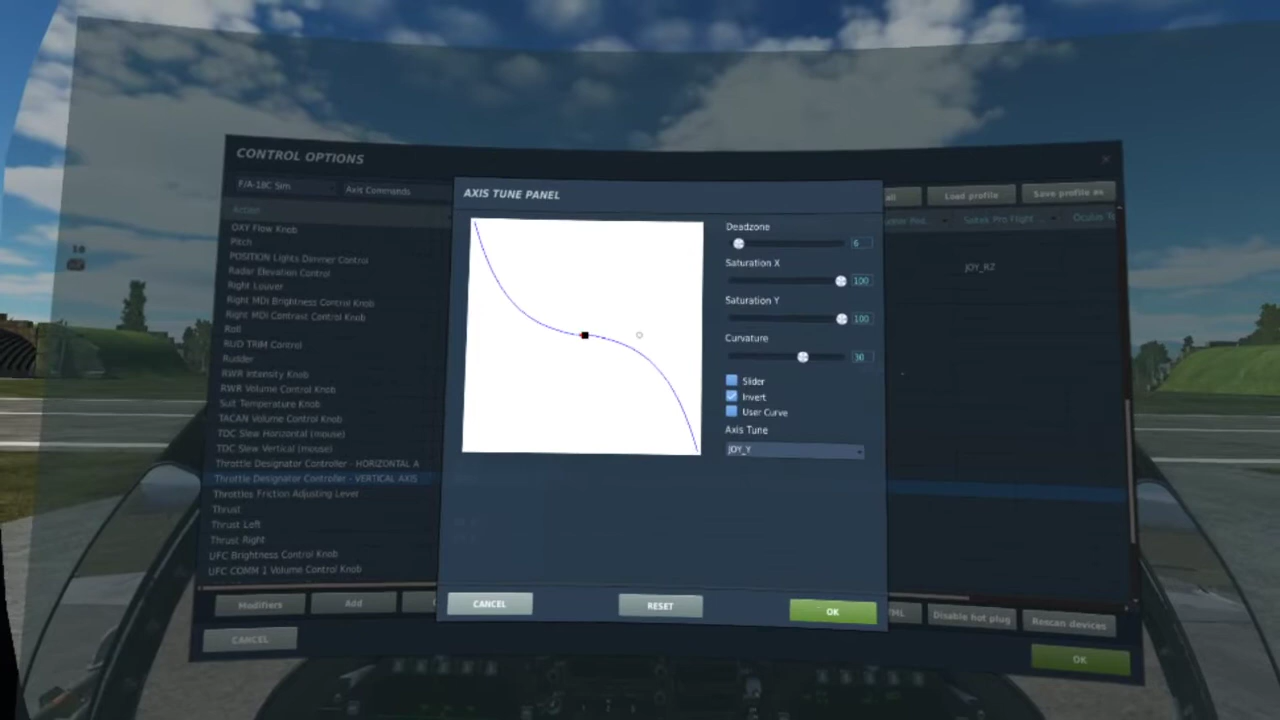 CONTROL OPTIONS
×
F/A-18C Sim
Axis Commands
Load profile
Save profile as
AXIS TUNE PANEL
Action
Saitek Pro Flight ...
OXY Flow Knob
Pitch
POSITION Lights Dimmer Control
Radar Elevation Control
JOY_RZ
Right Louver
Right MDI Brightness Control Knob
Right MDI Contrast Control Knob
Roll
RUD TRIM Control
Rudder
RWR Intensity Knob
RWR Volume Control Knob
Suit Temperature Knob
TACAN Volume Control Knob
TDC Slew Horizontal (mouse)
TDC Slew Vertical (mouse)
Throttle Designator Controller - HORIZONTAL A
Throttle Designator Controller - VERTICAL AXIS
Throttles Friction Adjusting Lever
Thrust
Thrust Left
Thrust Right
UFC Brightness Control Knob
UFC COMM 1 Volume Control Knob
Deadzone
6
Saturation X
100
Saturation Y
100
Curvature
30
Slider
Invert
User Curve
Axis Tune
JOY_Y
CANCEL
RESET
OK
Modifiers
Add
Disable hot plug
Rescan devices
CANCEL
OK